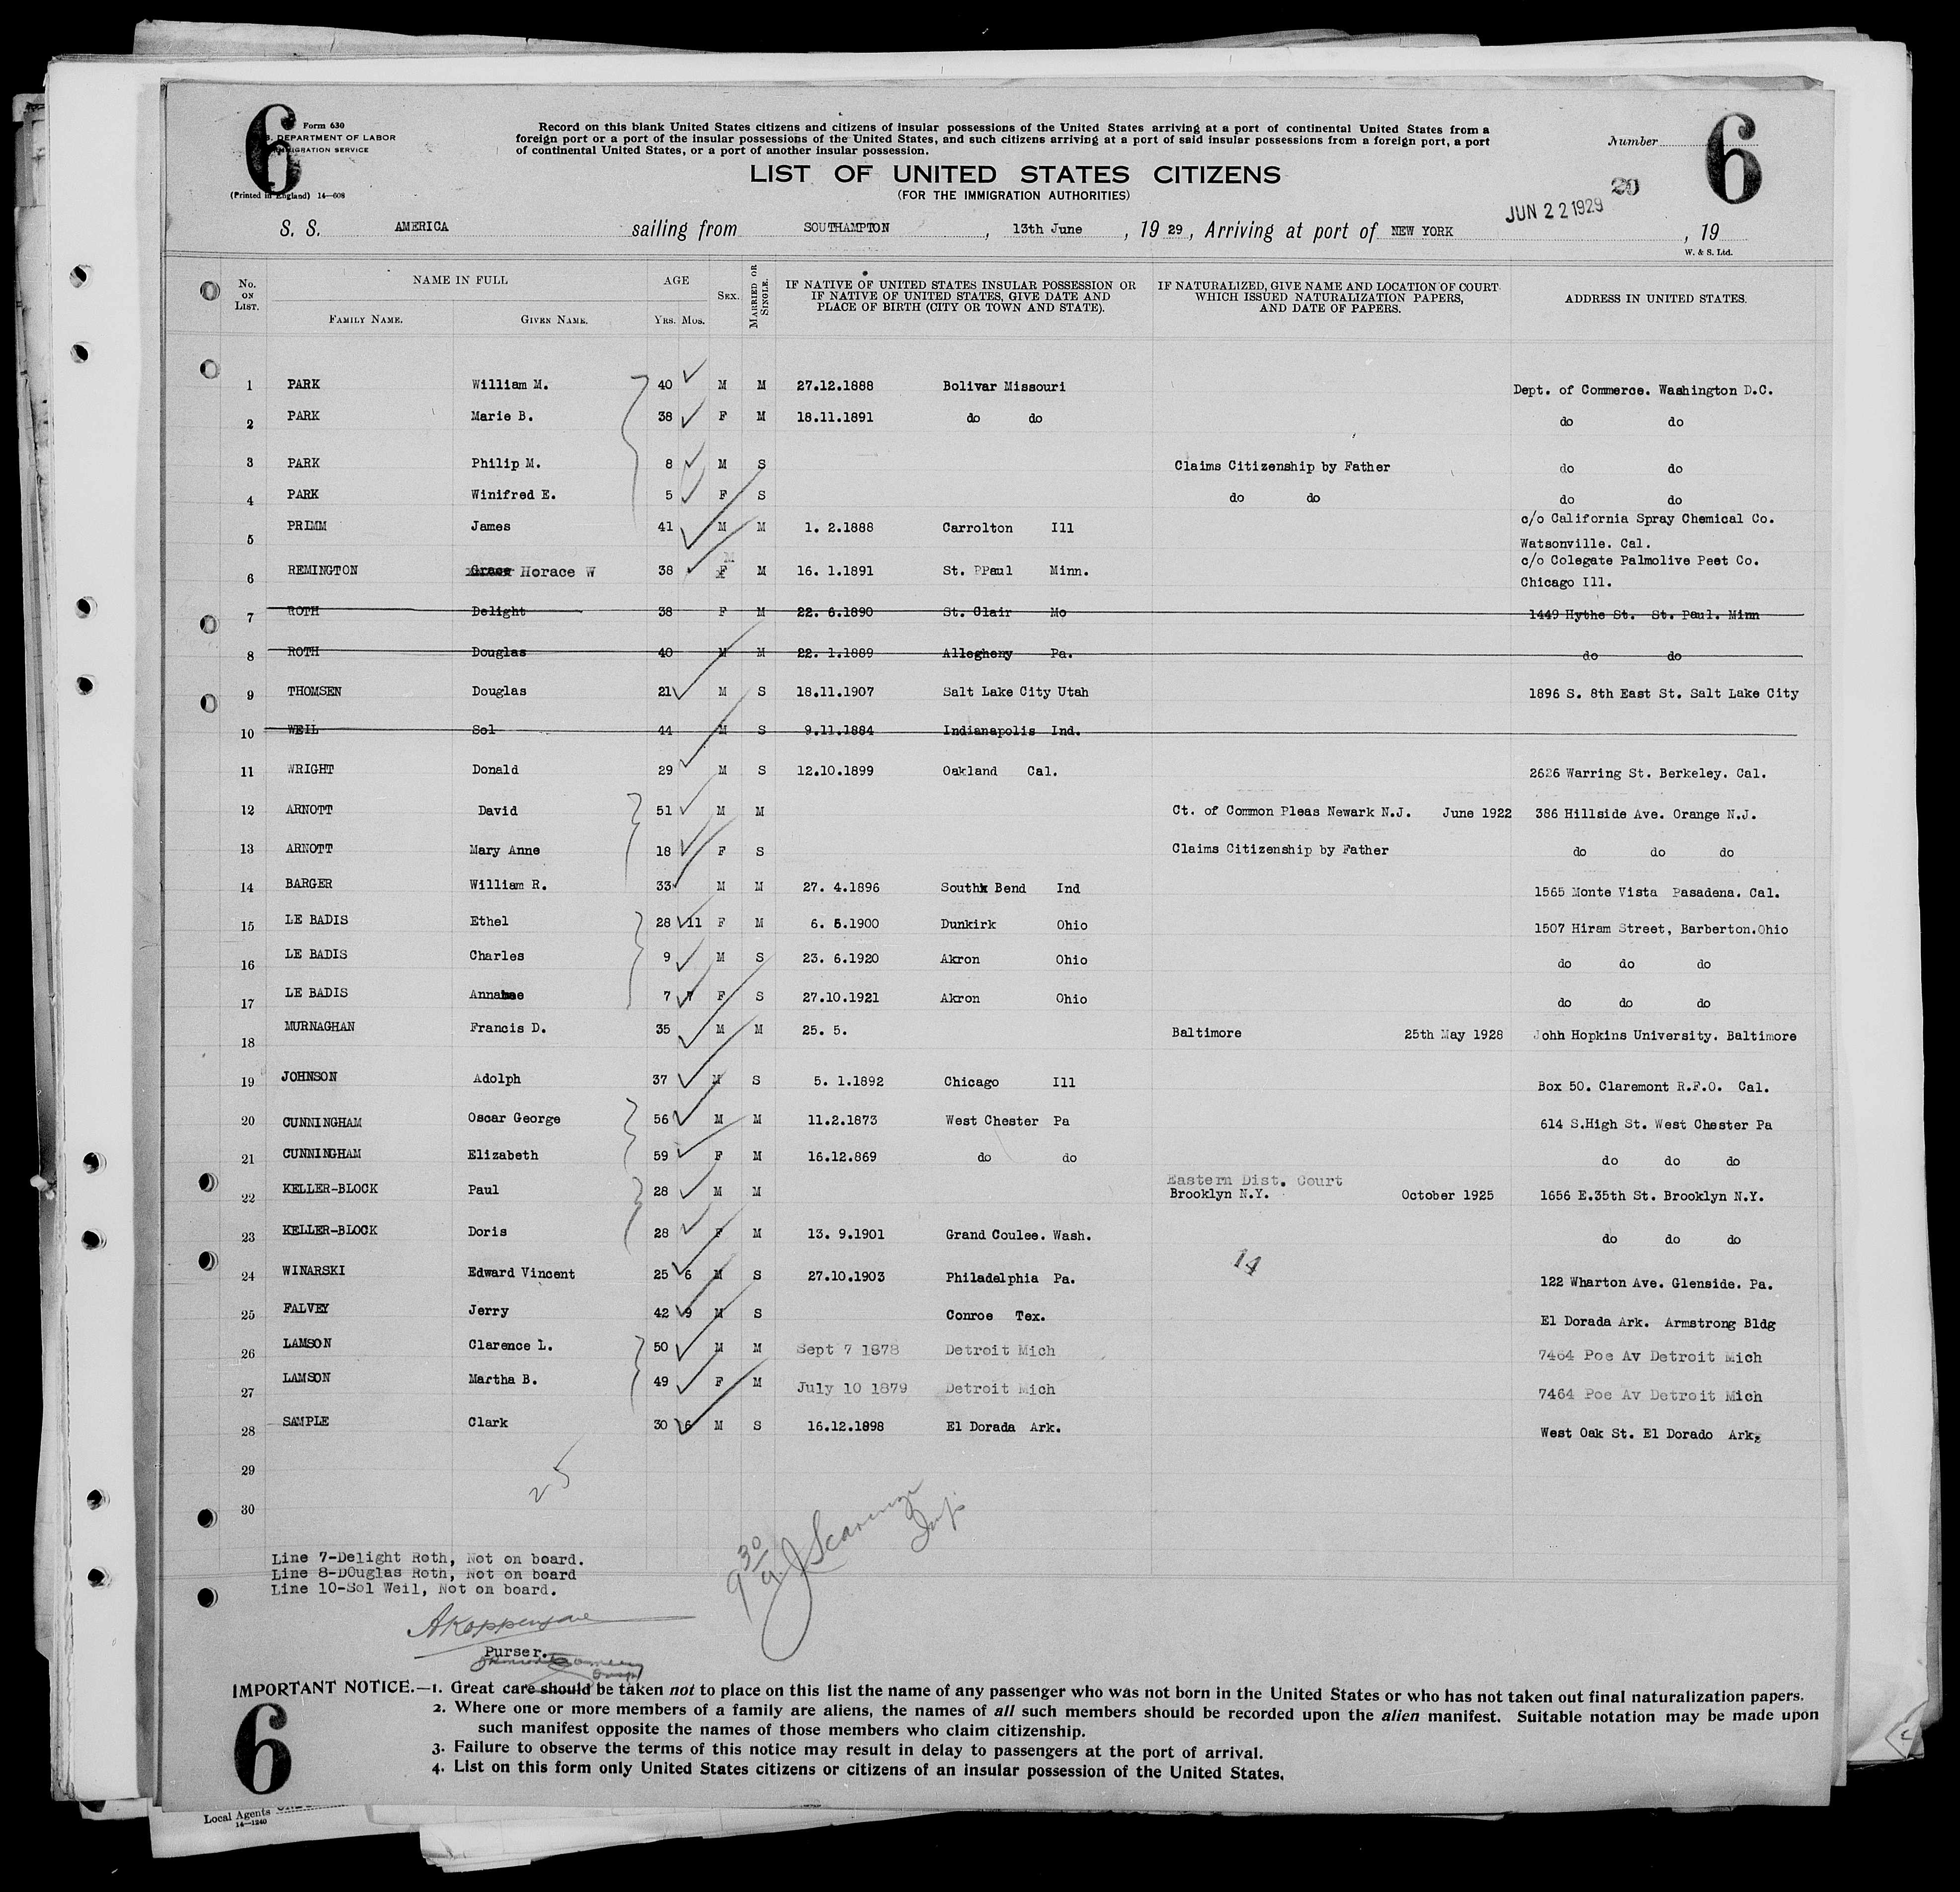 6
Form 630
S. DEPARTMENT OF LABOR
IMMIGRATION SERVICE
(Printed in England) 14—608
Record on this blank United States citizens and citizens of insular possessions of the United States arriving at a port of continental United States from a
foreign port or a port of the insular possessions of the United States, and such citizens arriving at a port of said insular possessions from a foreign port, a port
of continental United States, or a port of another insular possession.
Number
6
LIST OF UNITED STATES CITIZENS
(FOR THE IMMIGRATION AUTHORITIES)
29
JUN 22 1929
S. S. AMERICA sailing from SOUTHAMPTON, 13th June, 19 29, Arriving at port of NEW YORK, 19
W. & S. Ltd.
No. ON LIST. NAME IN FULL FAMILY NAME. GIVEN NAME. AGE YRS. MOS. SEX. MARRIED OR SINGLE. IF NATIVE OF UNITED STATES INSULAR POSSESSION OR IF NATIVE OF UNITED STATES, GIVE DATE AND PLACE OF BIRTH (CITY OR TOWN AND STATE). IF NATURALIZED, GIVE NAME AND LOCATION OF COURT WHICH ISSUED NATURALIZATION PAPERS, AND DATE OF PAPERS. ADDRESS IN UNITED STATES.
1 PARK William M. 40 M M 27.12.1888 Bolivar Missouri Dept. of Commerce. Washington D.C.
2 PARK Marie B. 38 F M 18.11.1891 do do do do
3 PARK Philip M. 8 M S Claims Citizenship by Father do do
4 PARK Winifred E. 5 F S do do do do
5 PRIMM James 41 M M 1. 2.1888 Carrolton Ill c/o California Spray Chemical Co.
Watsonville. Cal.
6 REMINGTON Grace Horace W 38 F M M 16. 1.1891 St. PPaul Minn. c/o Colegate Palmolive Peet Co.
Chicago Ill.
7 ROTH Delight 38 F M 22. 6.1890 St. Clair Mo 1449 Hythe St. St. Paul. Minn
8 ROTH Douglas 40 M M 22. 1.1889 Allegheny Pa. do do
9 THOMSEN Douglas 21 M S 18.11.1907 Salt Lake City Utah 1896 S. 8th East St. Salt Lake City
10 WEIL Sol 44 M S 9.11.1884 Indianapolis Ind.
11 WRIGHT Donald 29 M S 12.10.1899 Oakland Cal. 2626 Warring St. Berkeley. Cal.
12 ARNOTT David 51 M M Ct. of Common Pleas Newark N.J. June 1922 386 Hillside Ave. Orange N.J.
13 ARNOTT Mary Anne 18 F S Claims Citizenship by Father do do do
14 BARGER William R. 33 M M 27. 4.1896 South Bend Ind 1565 Monte Vista Pasadena. Cal.
15 LE BADIS Ethel 28 11 F M 6. 5.1900 Dunkirk Ohio 1507 Hiram Street, Barberton.Ohio
16 LE BADIS Charles 9 M S 23. 6.1920 Akron Ohio do do do
17 LE BADIS Annamae 7 7 F S 27.10.1921 Akron Ohio do do do
18 MURNAGHAN Francis D. 35 M M 25. 5. Baltimore 25th May 1928 Johh Hopkins University. Baltimore
19 JOHNSON Adolph 37 M S 5. 1.1892 Chicago Ill Box 50. Claremont R.F.O. Cal.
20 CUNNINGHAM Oscar George 56 M M 11.2.1873 West Chester Pa 614 S.High St. West Chester Pa
21 CUNNINGHAM Elizabeth 59 F M 16.12.869 do do do do do
22 KELLER-BLOCK Paul 28 M M Eastern Dist. Court
Brooklyn N.Y. October 1925 1656 E.35th St. Brooklyn N.Y.
23 KELLER-BLOCK Doris 28 F M 13. 9.1901 Grand Coulee. Wash. do do do
14
24 WINARSKI Edward Vincent 25 6 M S 27.10.1903 Philadelphia Pa. 122 Wharton Ave. Glenside. Pa.
25 FALVEY Jerry 42 9 M S Conroe Tex. El Dorada Ark. Armstrong Bldg
26 LAMSON Clarence L. 50 M M Sept 7 1878 Detroit Mich 7464 Poe Av Detroit Mich
27 LAMSON Martha B. 49 F M July 10 1879 Detroit Mich 7464 Poe Av Detroit Mich
28 SAMPLE Clark 30 6 M S 16.12.1898 El Dorada Ark. West Oak St. El Dorado Ark.
29
30
25
Line 7-Delight Roth, Not on board.
Line 8-DOuglas Roth, Not on board
Line 10-Sol Weil, Not on board.
9 30
Purser.
IMPORTANT NOTICE.—1. Great care should be taken not to place on this list the name of any passenger who was not born in the United States or who has not taken out final naturalization papers.
2. Where one or more members of a family are aliens, the names of all such members should be recorded upon the alien manifest. Suitable notation may be made upon
such manifest opposite the names of those members who claim citizenship.
3. Failure to observe the terms of this notice may result in delay to passengers at the port of arrival.
4. List on this form only United States citizens or citizens of an insular possession of the United States.
6
Local Agents
14—1240